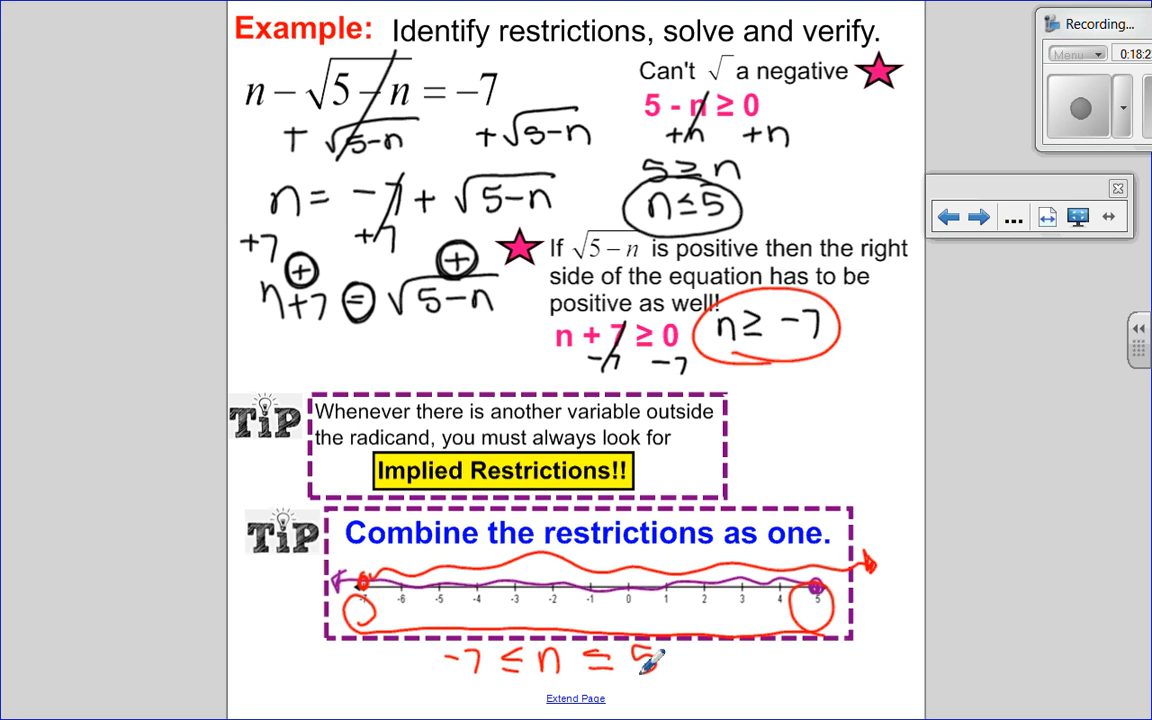 Example: Identify restrictions, solve and verify.
n − √5 − n = −7
+ √5−n + √5−n
n = −7 + √5−n
+7 +7
+ +
n+7 = √5−n
Can't √ a negative
5 - n ≥ 0
+n +n
5 ≥ n
n ≤ 5
If √5 − n is positive then the right
side of the equation has to be
positive as well!
n + 7 ≥ 0
−7 −7
n ≥ −7
TiP
Whenever there is another variable outside
the radicand, you must always look for
Implied Restrictions!!
TiP
Combine the restrictions as one.
-7 -6 -5 -4 -3 -2 -1 0 1 2 3 4 5
-7 ≤ n ≤ 5
Extend Page
Recording...
Menu
0:18:2
...